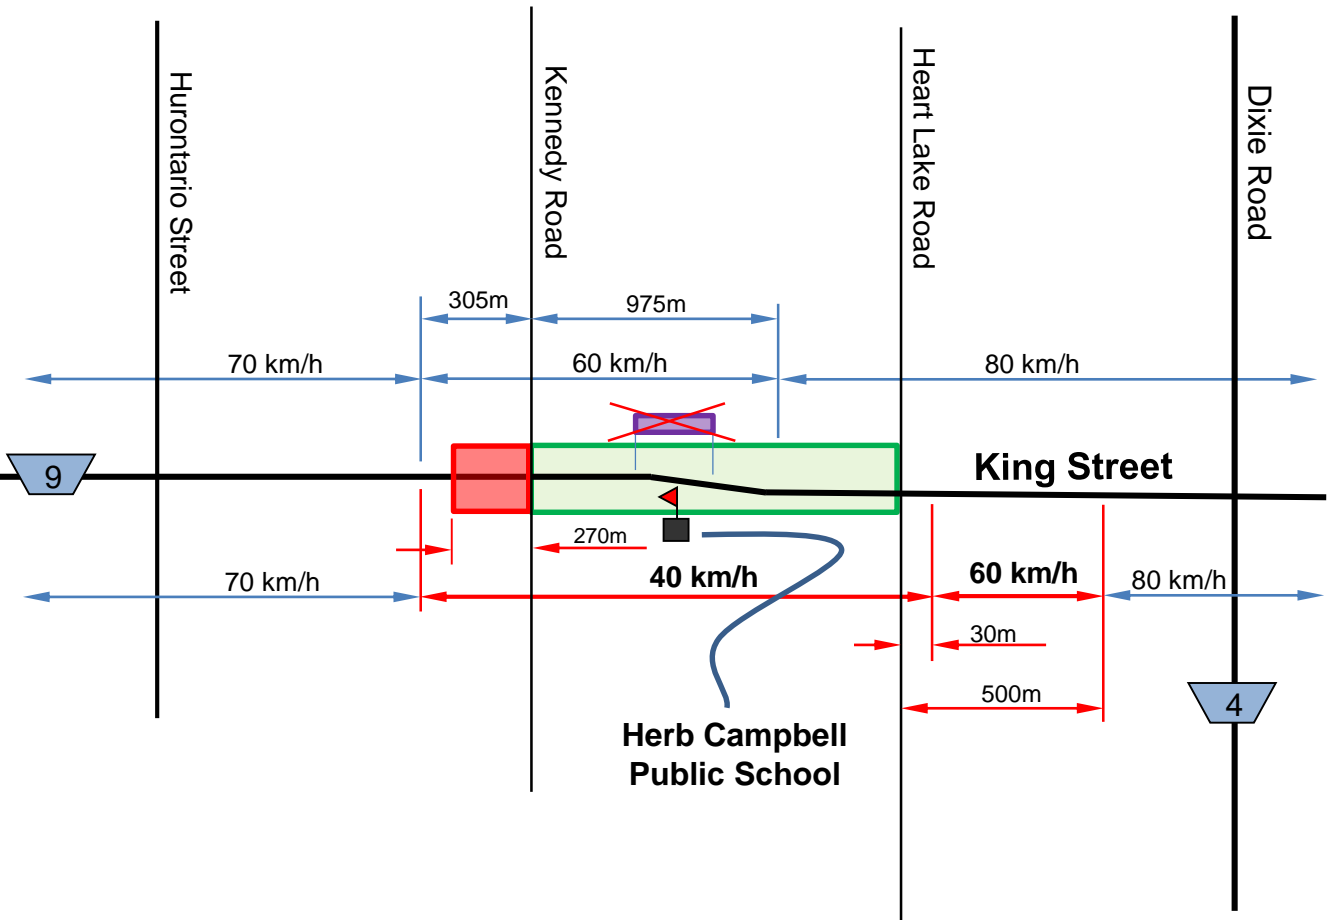 Hurontario Street
Kennedy Road
Heart Lake Road
Dixie Road
305m
975m
70 km/h
60 km/h
80 km/h
9
King Street
270m
70 km/h
40 km/h
60 km/h
80 km/h
30m
500m
4
Herb Campbell
Public School